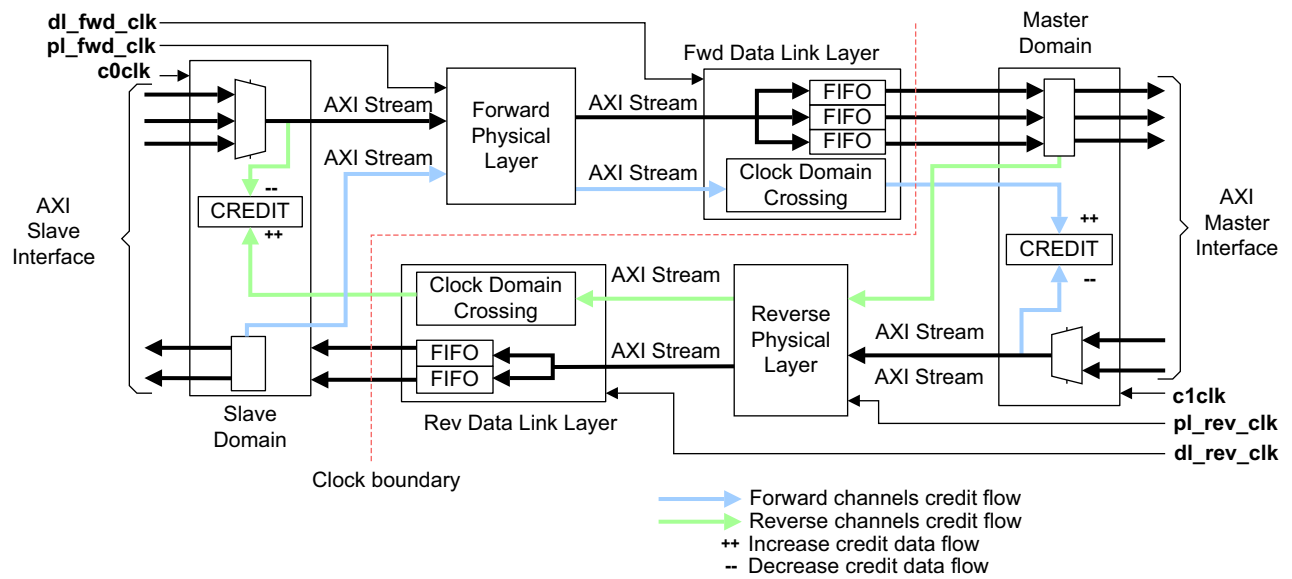 dl_fwd_clk
pl_fwd_clk
c0clk
Master
Domain
Fwd Data Link Layer
AXI Stream
Forward
Physical
Layer
AXI Stream
FIFO
FIFO
FIFO
AXI Stream
AXI Stream
Clock Domain
Crossing
--
CREDIT
++
AXI
Slave
Interface
++
CREDIT
--
AXI
Master
Interface
Clock Domain
Crossing
AXI Stream
Reverse
Physical
Layer
AXI Stream
FIFO
FIFO
AXI Stream
AXI Stream
Slave
Domain
Rev Data Link Layer
c1clk
pl_rev_clk
dl_rev_clk
Clock boundary
Forward channels credit flow
Reverse channels credit flow
++ Increase credit data flow
-- Decrease credit data flow